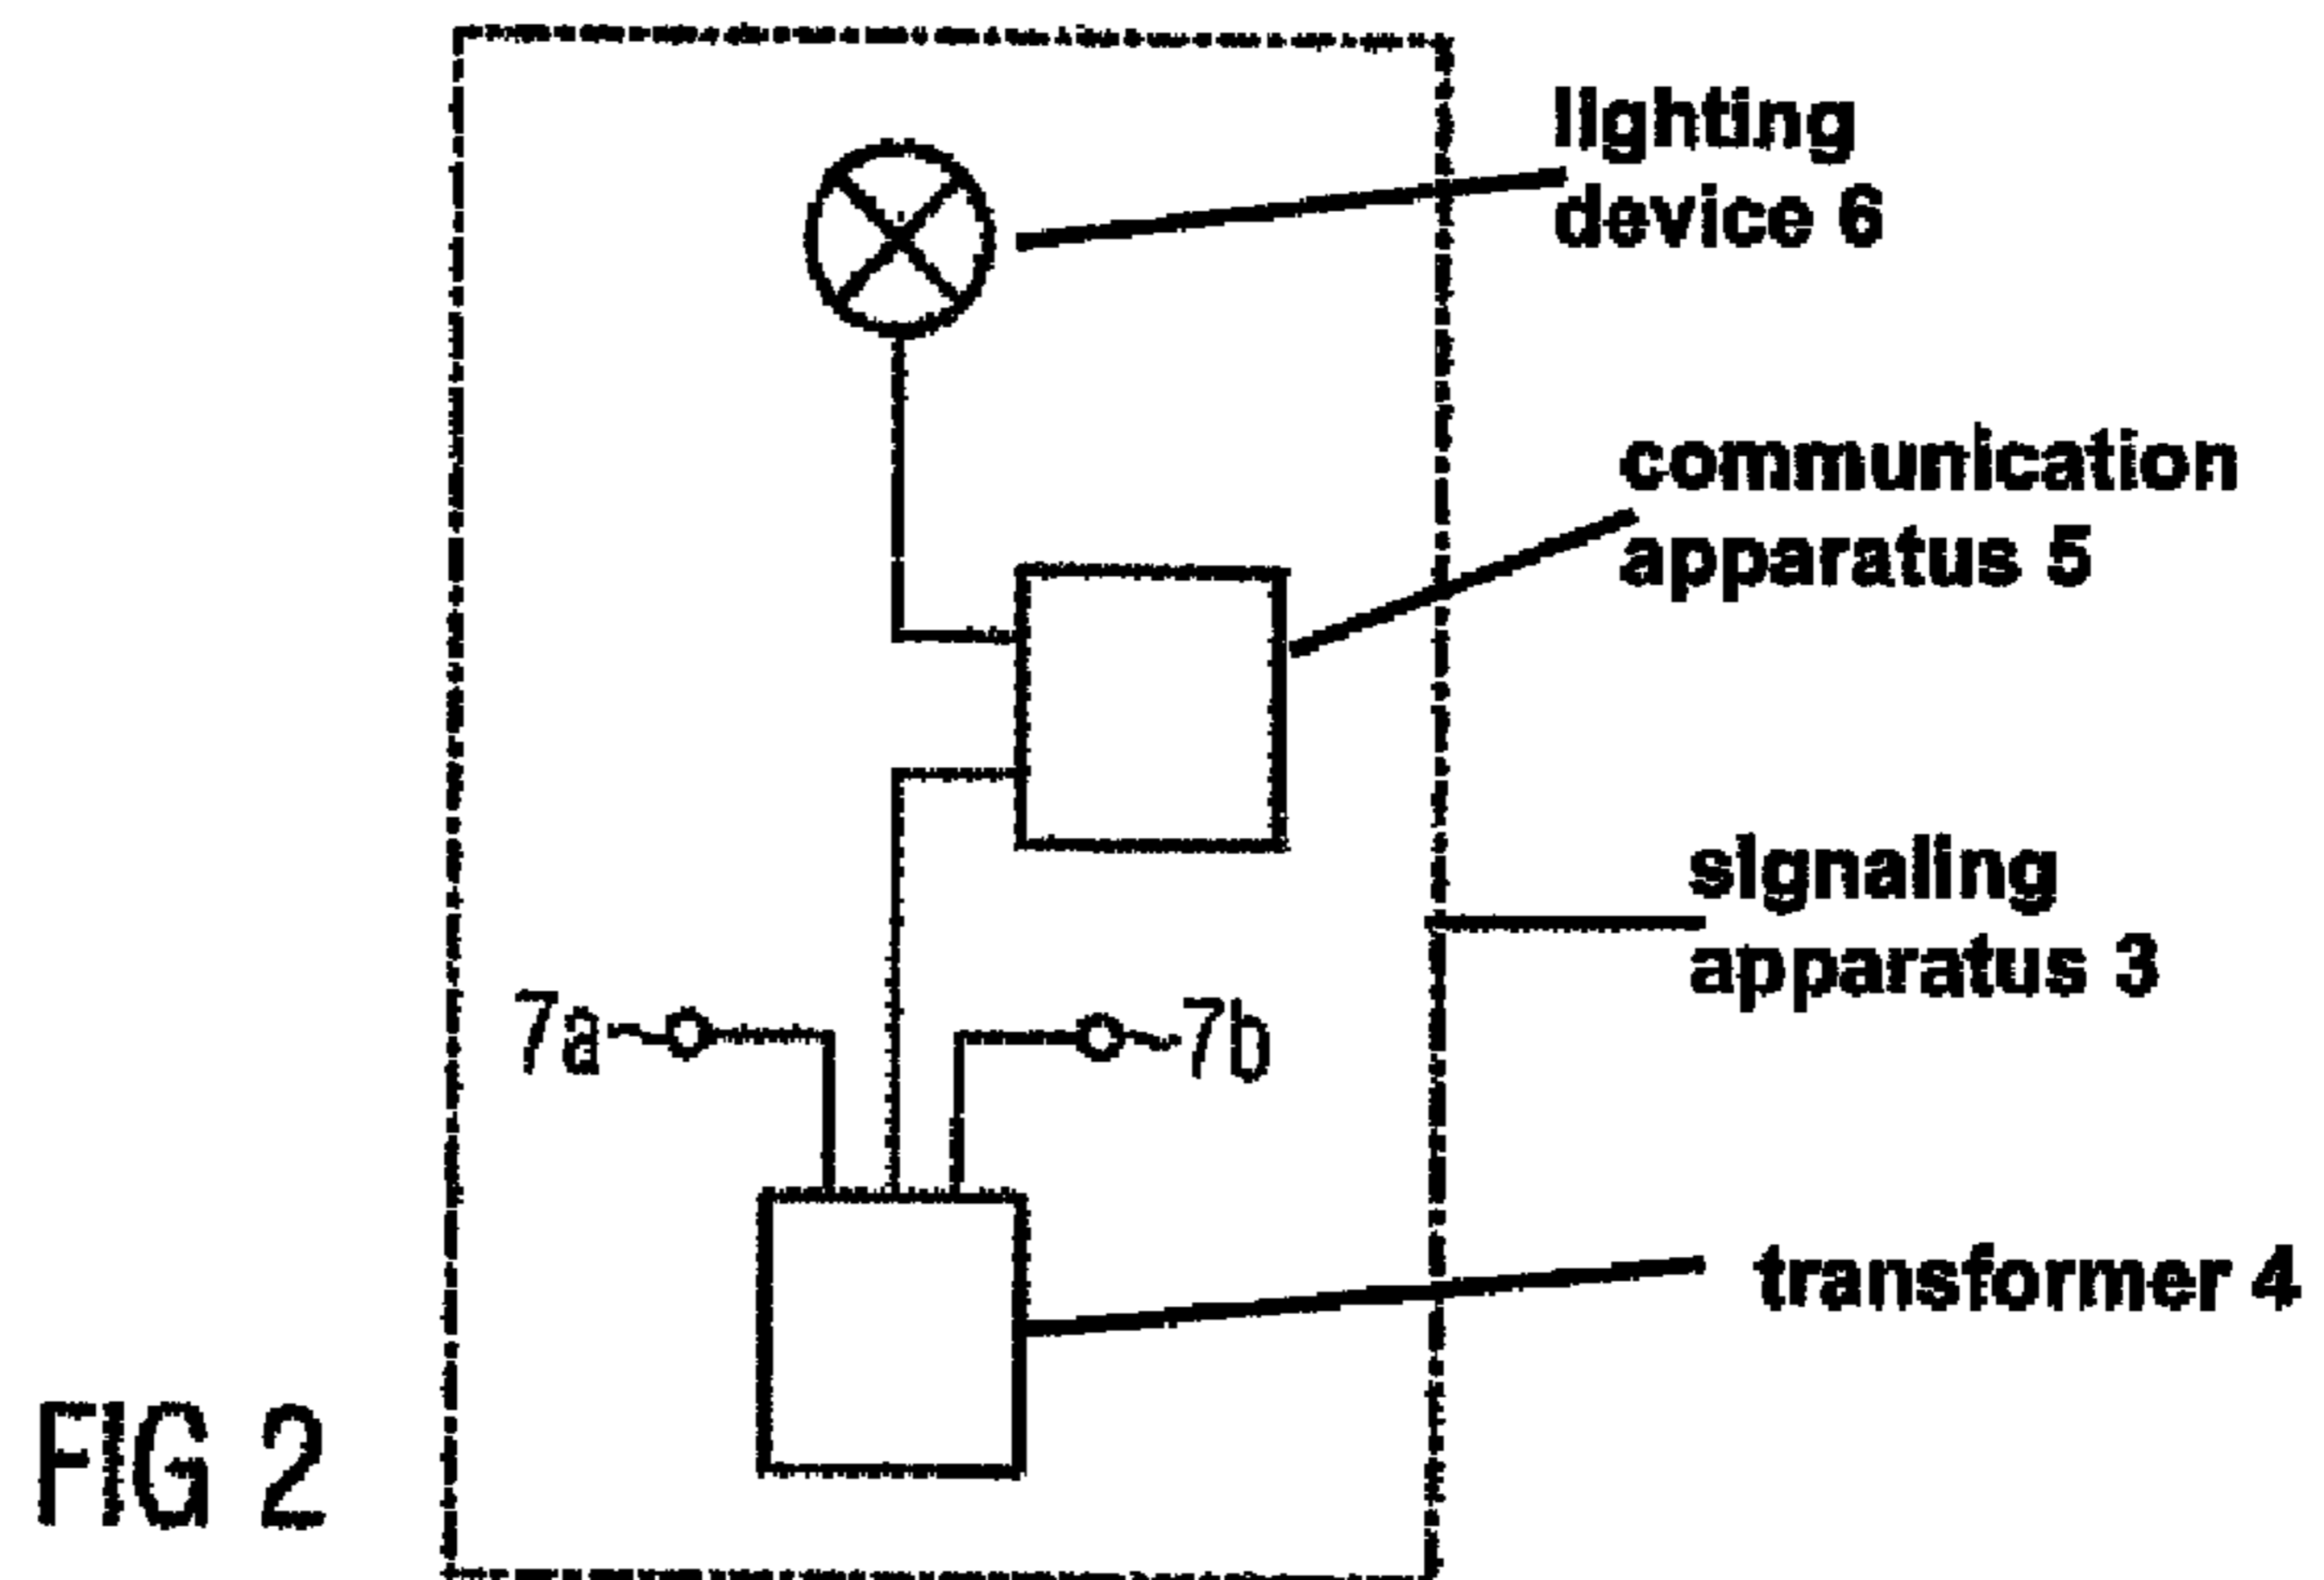 lighting
device 6
communication
apparatus 5
signaling
apparatus 3
7a
7b
transformer 4
FIG 2